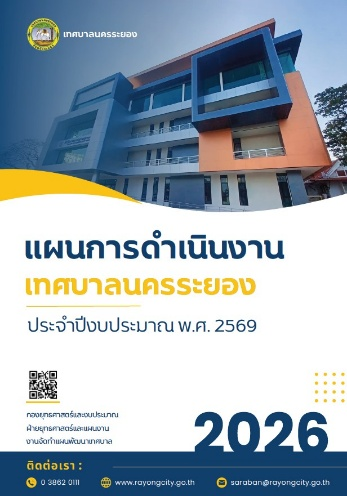 เทศบาลนครระยอง
แผนการดำเนินงาน
เทศบาลนครระยอง
ประจำปีงบประมาณ พ.ศ. 2569
กองยุทธศาสตร์และงบประมาณ
ฝ่ายยุทธศาสตร์และแผนงาน
งานจัดทำแผนพัฒนาเทศบาล
2026
ติดต่อเรา :
0 3862 0111
www.rayongcity.go.th
saraban@rayongcity.go.th